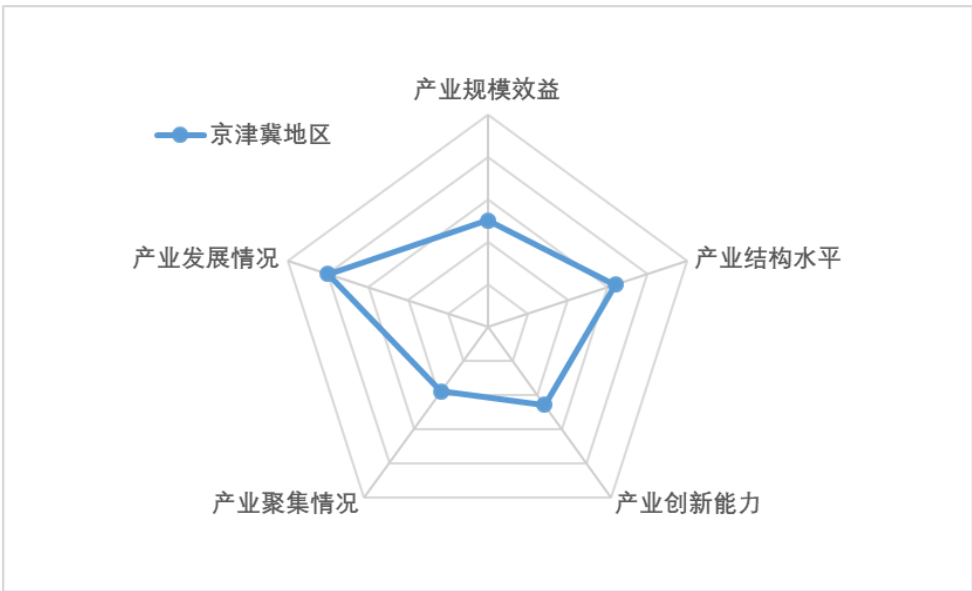 产业规模效益
京津冀地区
产业发展情况
产业结构水平
产业聚集情况
产业创新能力